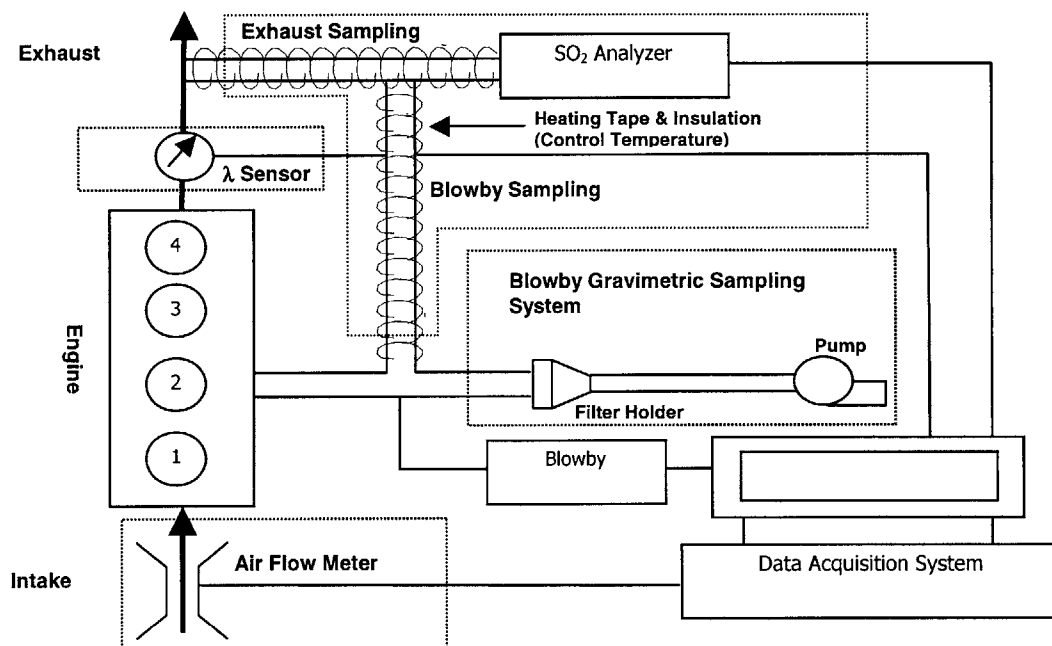 Exhaust Sampling
Exhaust
SO₂ Analyzer
Heating Tape & Insulation
(Control Temperature)
λ Sensor
Blowby Sampling
4
3
2
1
Engine
Blowby Gravimetric Sampling
System
Pump
Filter Holder
Blowby
Air Flow Meter
Data Acquisition System
Intake